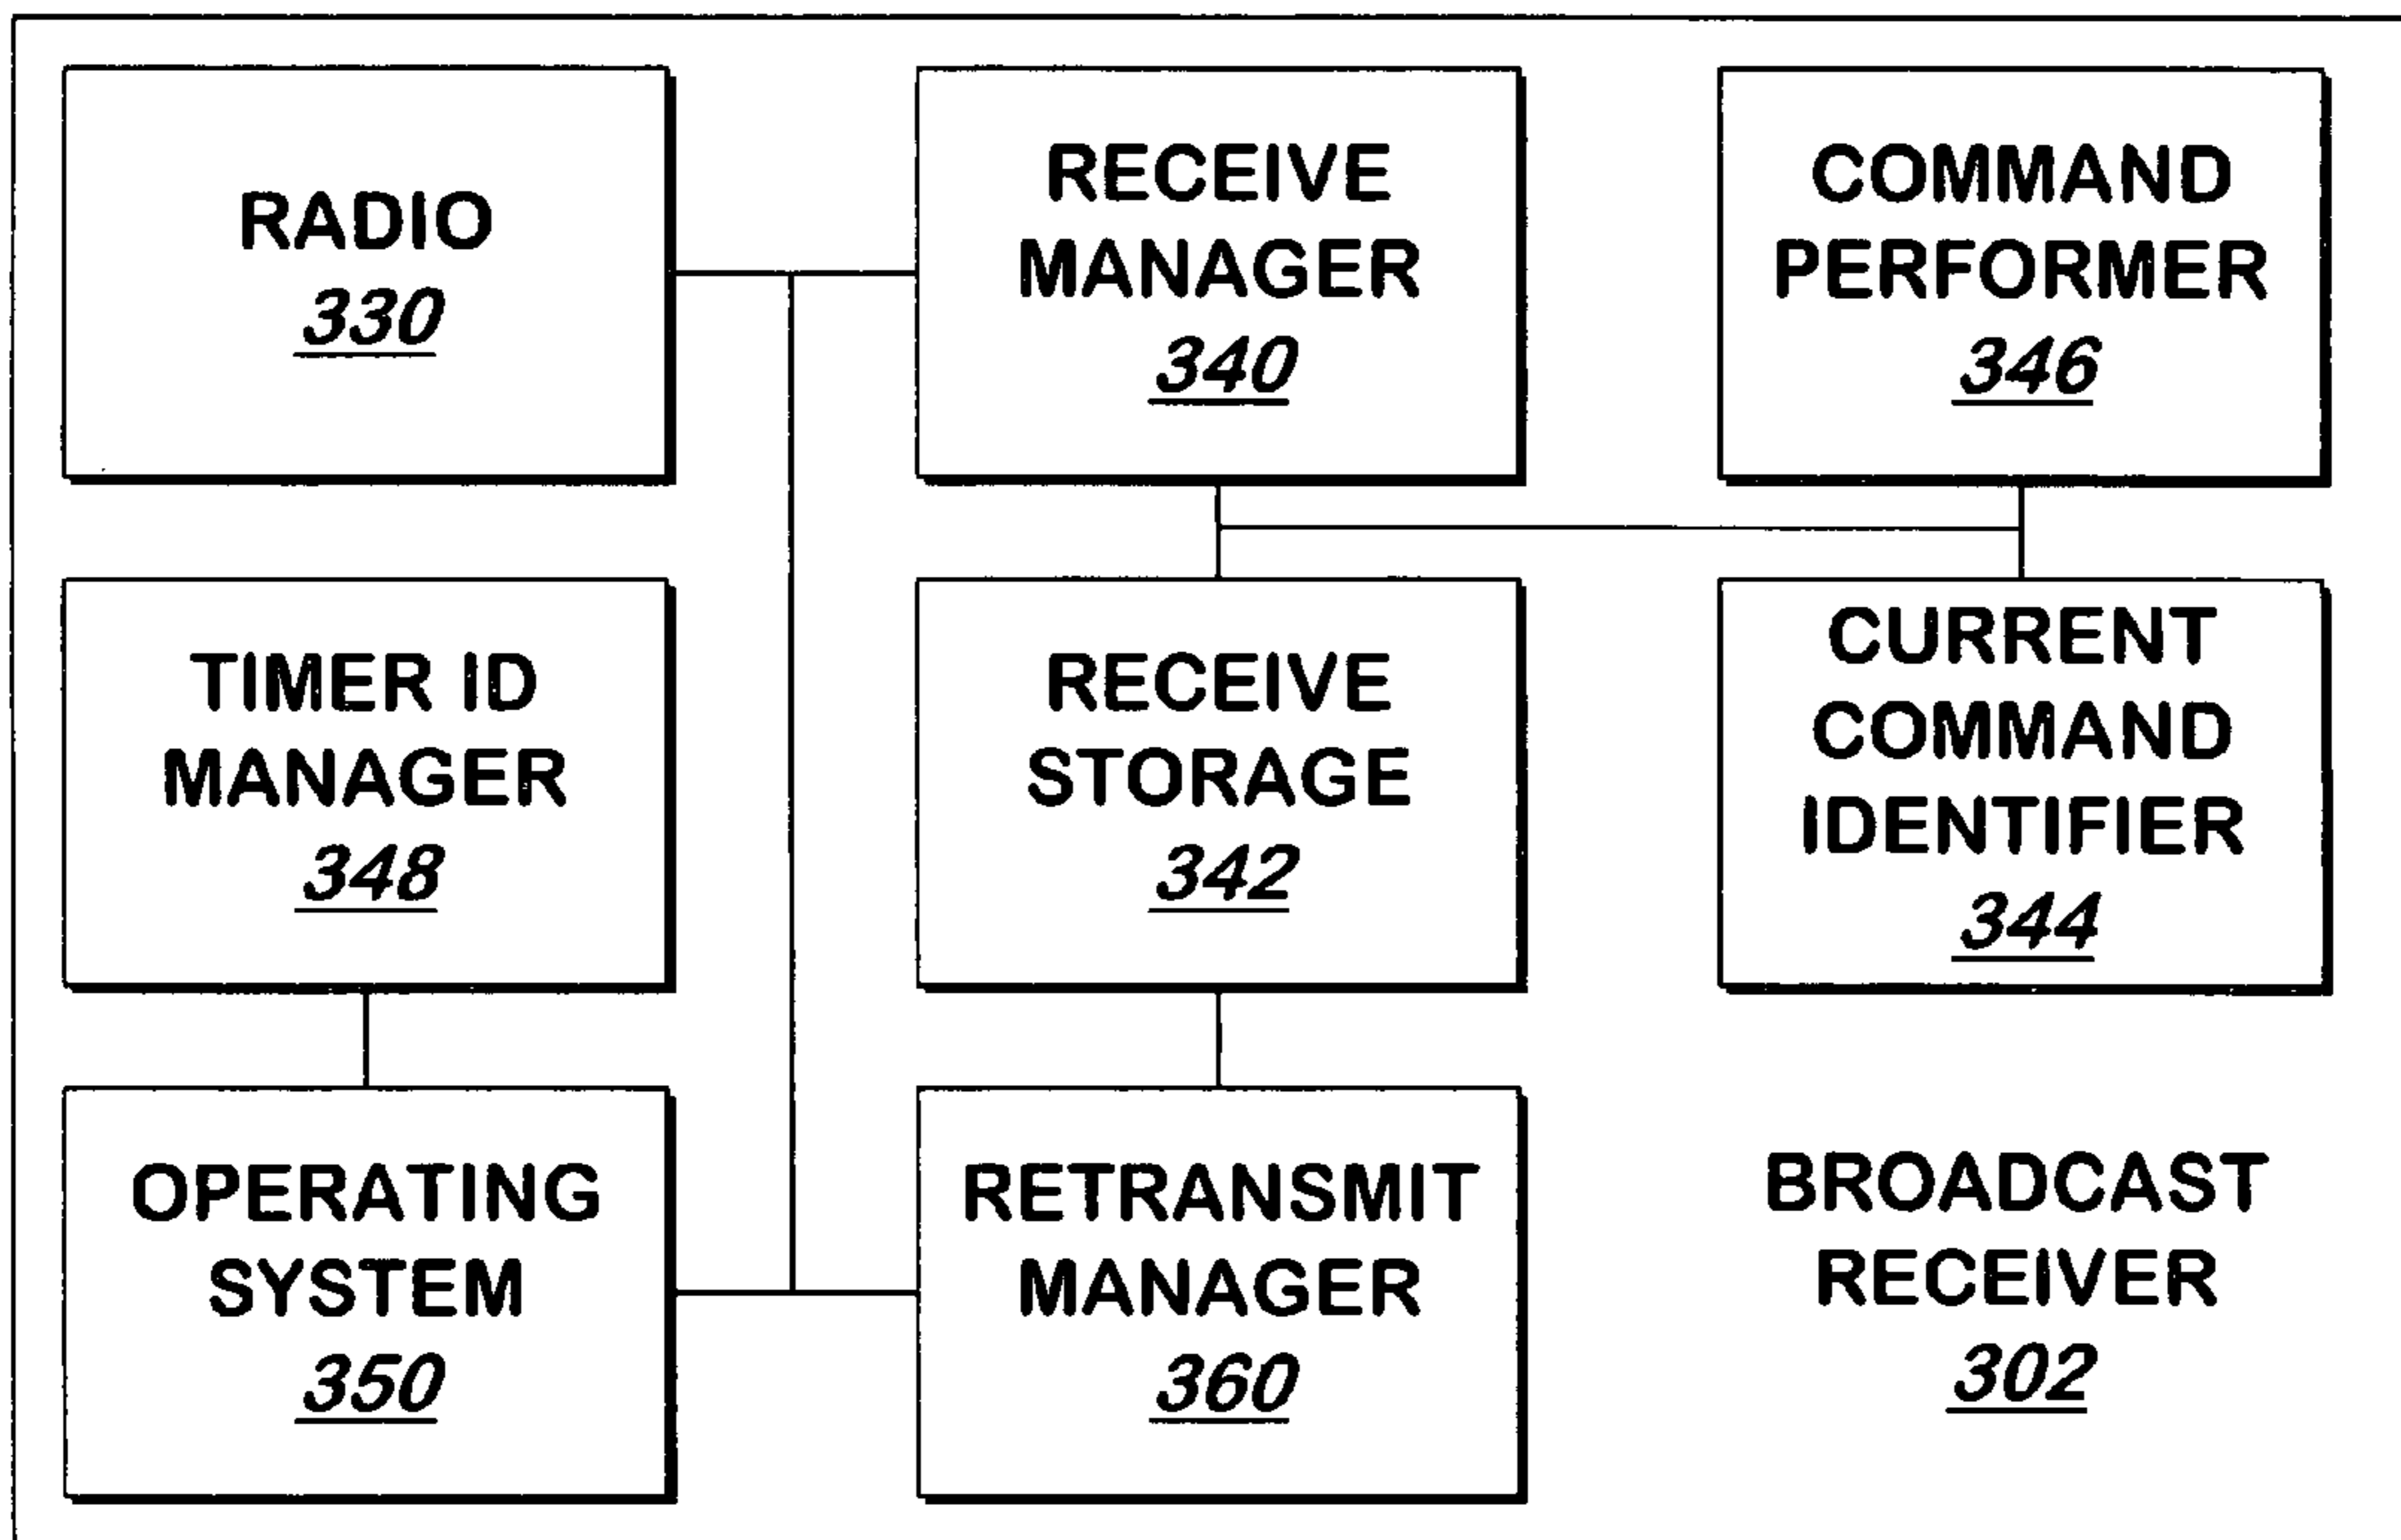 RADIO
330
RECEIVE
MANAGER
340
COMMAND
PERFORMER
346
TIMER ID
MANAGER
348
RECEIVE
STORAGE
342
CURRENT
COMMAND
IDENTIFIER
344
OPERATING
SYSTEM
350
RETRANSMIT
MANAGER
360
BROADCAST
RECEIVER
302